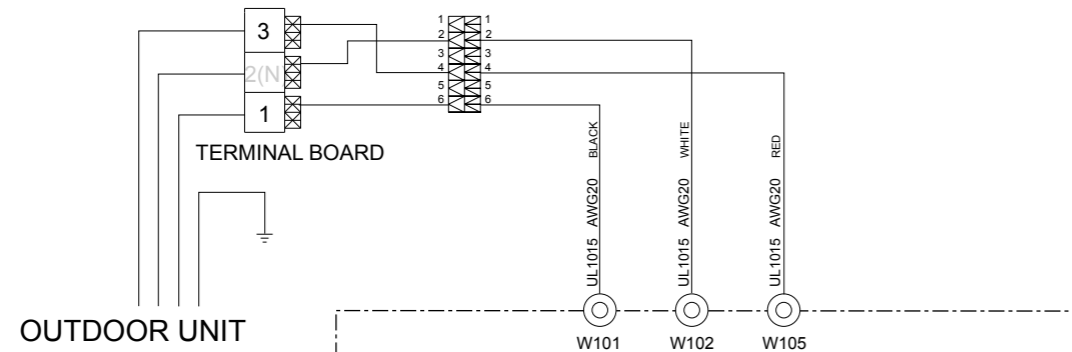 3
2(N
1
TERMINAL BOARD
1 1
2 2
3 3
4 4
5 5
6 6
UL1015 AWG20 BLACK
UL1015 AWG20 WHITE
UL1015 AWG20 RED
OUTDOOR UNIT
W101 W102 W105